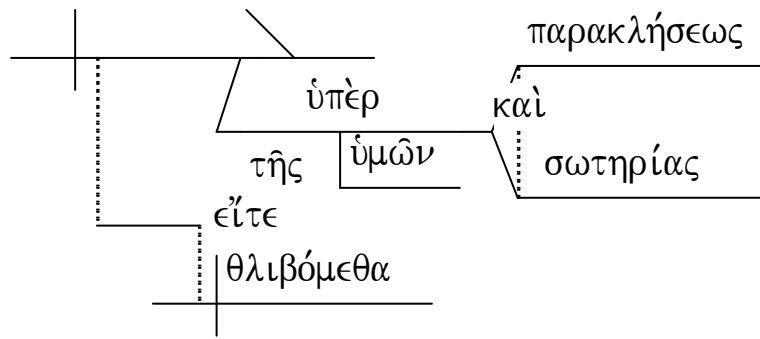 παρακλήσεως
ὑπὲρ
καὶ
τῆς
ὑμῶν
σωτηρίας
εἴτε
θλιβόμεθα